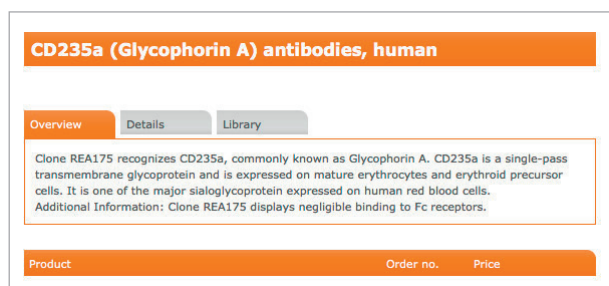 CD235a (Glycophorin A) antibodies, human
Overview Details Library
Clone REA175 recognizes CD235a, commonly known as Glycophorin A. CD235a is a single-pass
transmembrane glycoprotein and is expressed on mature erythrocytes and erythroid precursor
cells. It is one of the major sialoglycoprotein expressed on human red blood cells.
Additional Information: Clone REA175 displays negligible binding to Fc receptors.
Product Order no. Price